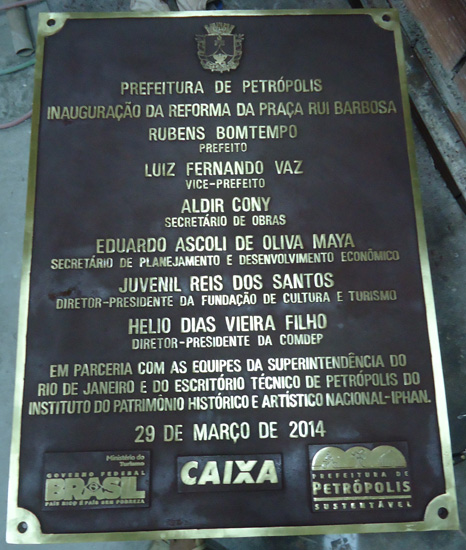 PREFEITURA DE PETRÓPOLIS
INAUGURAÇÃO DA REFORMA DA PRAÇA RUI BARBOSA
RUBENS BOMTEMPO
PREFEITO
LUIZ FERNANDO VAZ
VICE-PREFEITO
ALDIR CONY
SECRETÁRIO DE OBRAS
EDUARDO ASCOLI DE OLIVA MAYA
SECRETÁRIO DE PLANEJAMENTO E DESENVOLVIMENTO ECONÔMICO
JUVENIL REIS DOS SANTOS
DIRETOR-PRESIDENTE DA FUNDAÇÃO DE CULTURA E TURISMO
HELIO DIAS VIEIRA FILHO
DIRETOR-PRESIDENTE DA COMDEP
EM PARCERIA COM AS EQUIPES DA SUPERINTENDÊNCIA DO
RIO DE JANEIRO E DO ESCRITÓRIO TÉCNICO DE PETRÓPOLIS DO
INSTITUTO DO PATRIMÔNIO HISTÓRICO E ARTÍSTICO NACIONAL-IPHAN.
29 DE MARÇO DE 2014
Ministério do
Turismo
GOVERNO FEDERAL
BRASIL
PAÍS RICO É PAÍS SEM POBREZA
CAIXA
PREFEITURA DE
PETRÓPOLIS
SUSTENTÁVEL